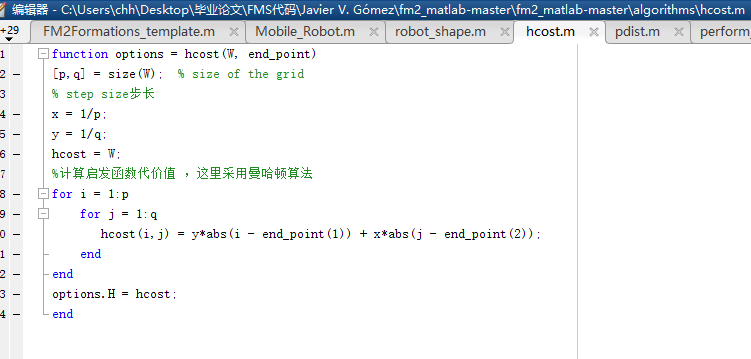 编辑器 - C:\Users\chh\Desktop\毕业论文\FMS代码\Javier V. Gómez\fm2_matlab-master\fm2_matlab-master\algorithms\hcost.m
+29 FM2Formations_template.m × Mobile_Robot.m × robot_shape.m × hcost.m × pdist.m × perform_
1 function options = hcost(W, end_point)
2 – [p,q] = size(W); % size of the grid
3 % step size步长
4 – x = 1/p;
5 – y = 1/q;
6 – hcost = W;
7 %计算启发函数代价值 ，这里采用曼哈顿算法
8 – for i = 1:p
9 – for j = 1:q
0 – hcost(i,j) = y*abs(i - end_point(1)) + x*abs(j - end_point(2));
1 – end
2 – end
3 – options.H = hcost;
4 – end